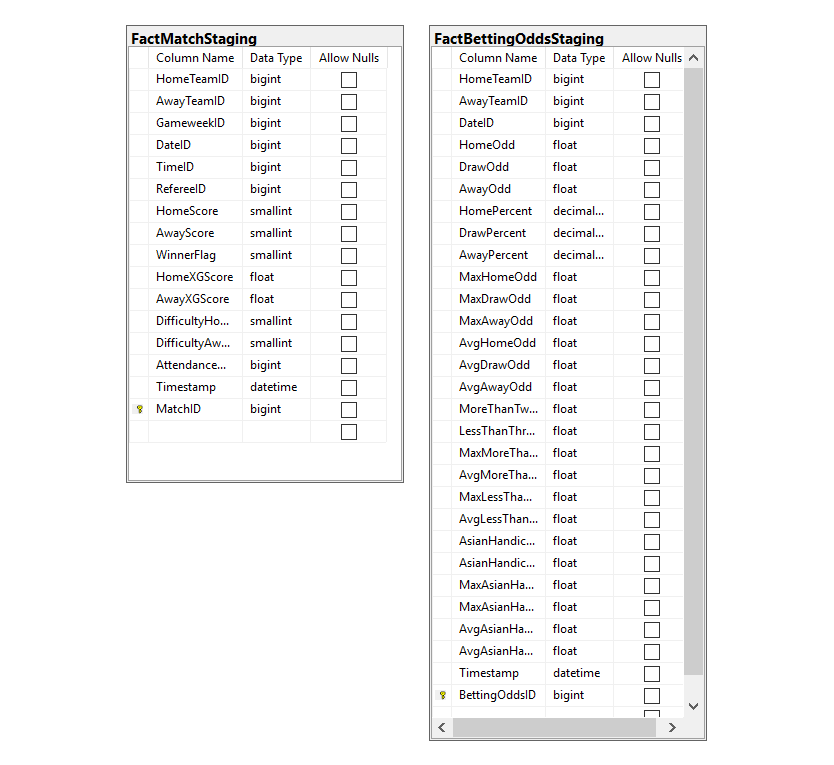 FactMatchStaging
Column Name Data Type Allow Nulls
HomeTeamID bigint
AwayTeamID bigint
GameweekID bigint
DateID bigint
TimeID bigint
RefereeID bigint
HomeScore smallint
AwayScore smallint
WinnerFlag smallint
HomeXGScore float
AwayXGScore float
DifficultyHo... smallint
DifficultyAw... smallint
Attendance... bigint
Timestamp datetime
MatchID bigint
FactBettingOddsStaging
Column Name Data Type Allow Nulls
HomeTeamID bigint
AwayTeamID bigint
DateID bigint
HomeOdd float
DrawOdd float
AwayOdd float
HomePercent decimal...
DrawPercent decimal...
AwayPercent decimal...
MaxHomeOdd float
MaxDrawOdd float
MaxAwayOdd float
AvgHomeOdd float
AvgDrawOdd float
AvgAwayOdd float
MoreThanTw... float
LessThanThr... float
MaxMoreTha... float
AvgMoreTha... float
MaxLessTha... float
AvgLessThan... float
AsianHandic... float
AsianHandic... float
MaxAsianHa... float
MaxAsianHa... float
AvgAsianHa... float
AvgAsianHa... float
Timestamp datetime
BettingOddsID bigint